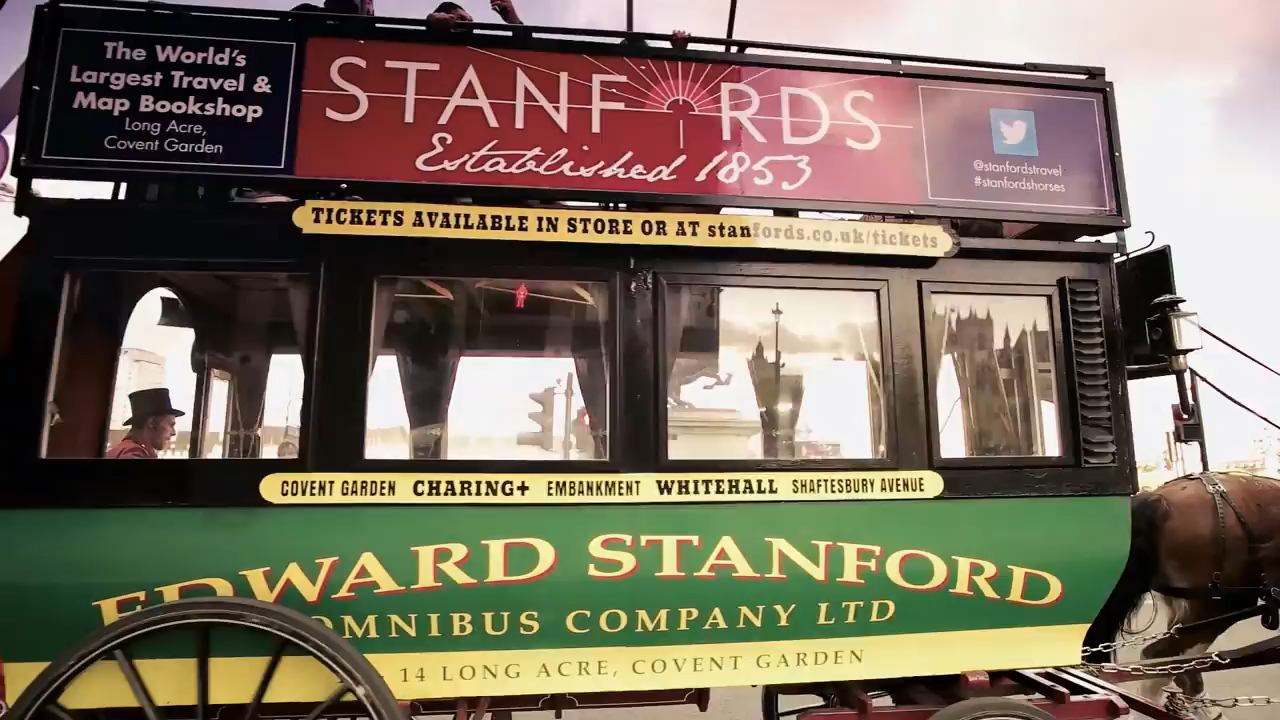 The World's
Largest Travel &
Map Bookshop
Long Acre,
Covent Garden
STANFORDS
Established 1853
@stanfordstravel
#stanfordshorses
TICKETS AVAILABLE IN STORE OR AT stanfords.co.uk/tickets
COVENT GARDEN CHARING+ EMBANKMENT WHITEHALL SHAFTESBURY AVENUE
EDWARD STANFORD
OMNIBUS COMPANY LTD
14 LONG ACRE, COVENT GARDEN